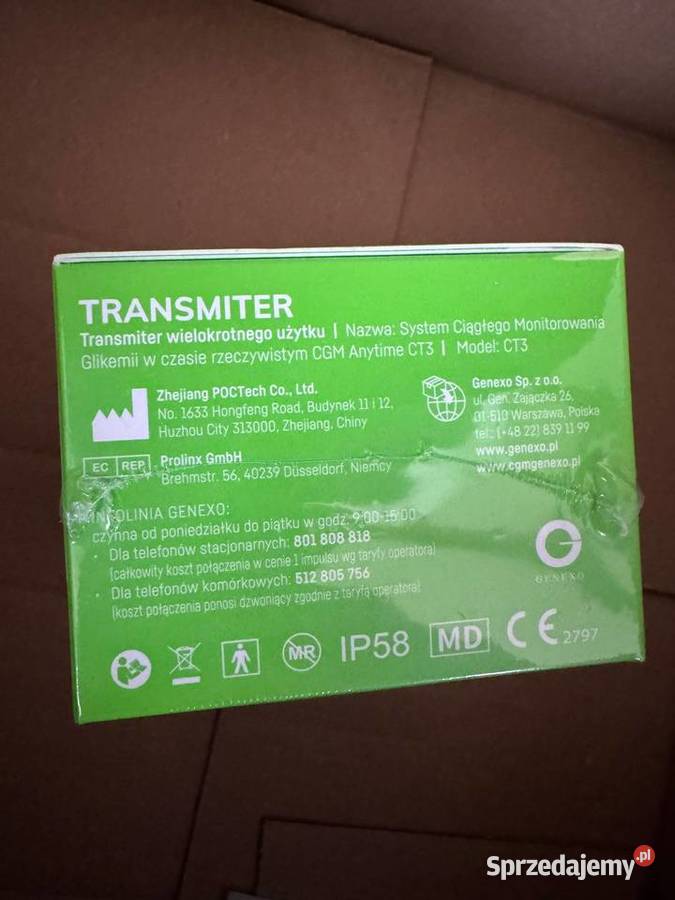 TRANSMITER
Transmiter wielokrotnego użytku | Nazwa: System Ciągłego Monitorowania
Glikemii w czasie rzeczywistym CGM Anytime CT3 | Model: CT3
Zhejiang POCTech Co., Ltd.
No. 1633 Hongfeng Road, Budynek 11 i 12,
Huzhou City 313000, Zhejiang, Chiny
Genexo Sp. z o.o.
ul. Gen. Zajączka 26,
01-510 Warszawa, Polska
tel.: (+48 22) 839 11 99
www.genexo.pl
www.cgmgenexo.pl
EC REP
Prolinx GmbH
Brehmstr. 56, 40239 Düsseldorf, Niemcy
INFOLINIA GENEXO:
czynna od poniedziałku do piątku w godz. 9:00-15:00
• Dla telefonów stacjonarnych: 801 808 818
(całkowity koszt połączenia w cenie 1 impulsu wg taryfy operatora)
• Dla telefonów komórkowych: 512 805 756
(koszt połączenia ponosi dzwoniący zgodnie z taryfą operatora)
GENEXO
MR IP58 MD CE 2797
Sprzedajemy.pl